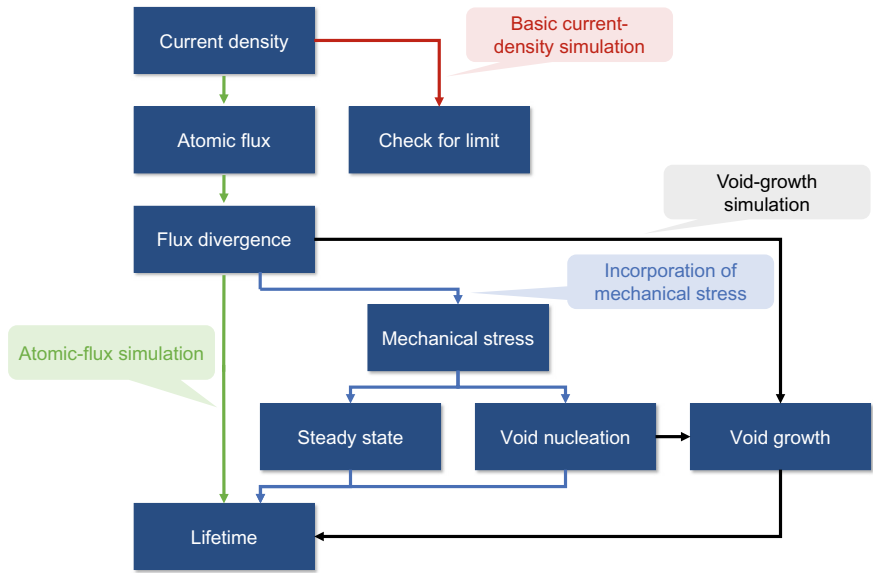 Current density
Basic current-
density simulation
Atomic flux
Check for limit
Void-growth
simulation
Flux divergence
Incorporation of
mechanical stress
Mechanical stress
Atomic-flux simulation
Steady state
Void nucleation
Void growth
Lifetime